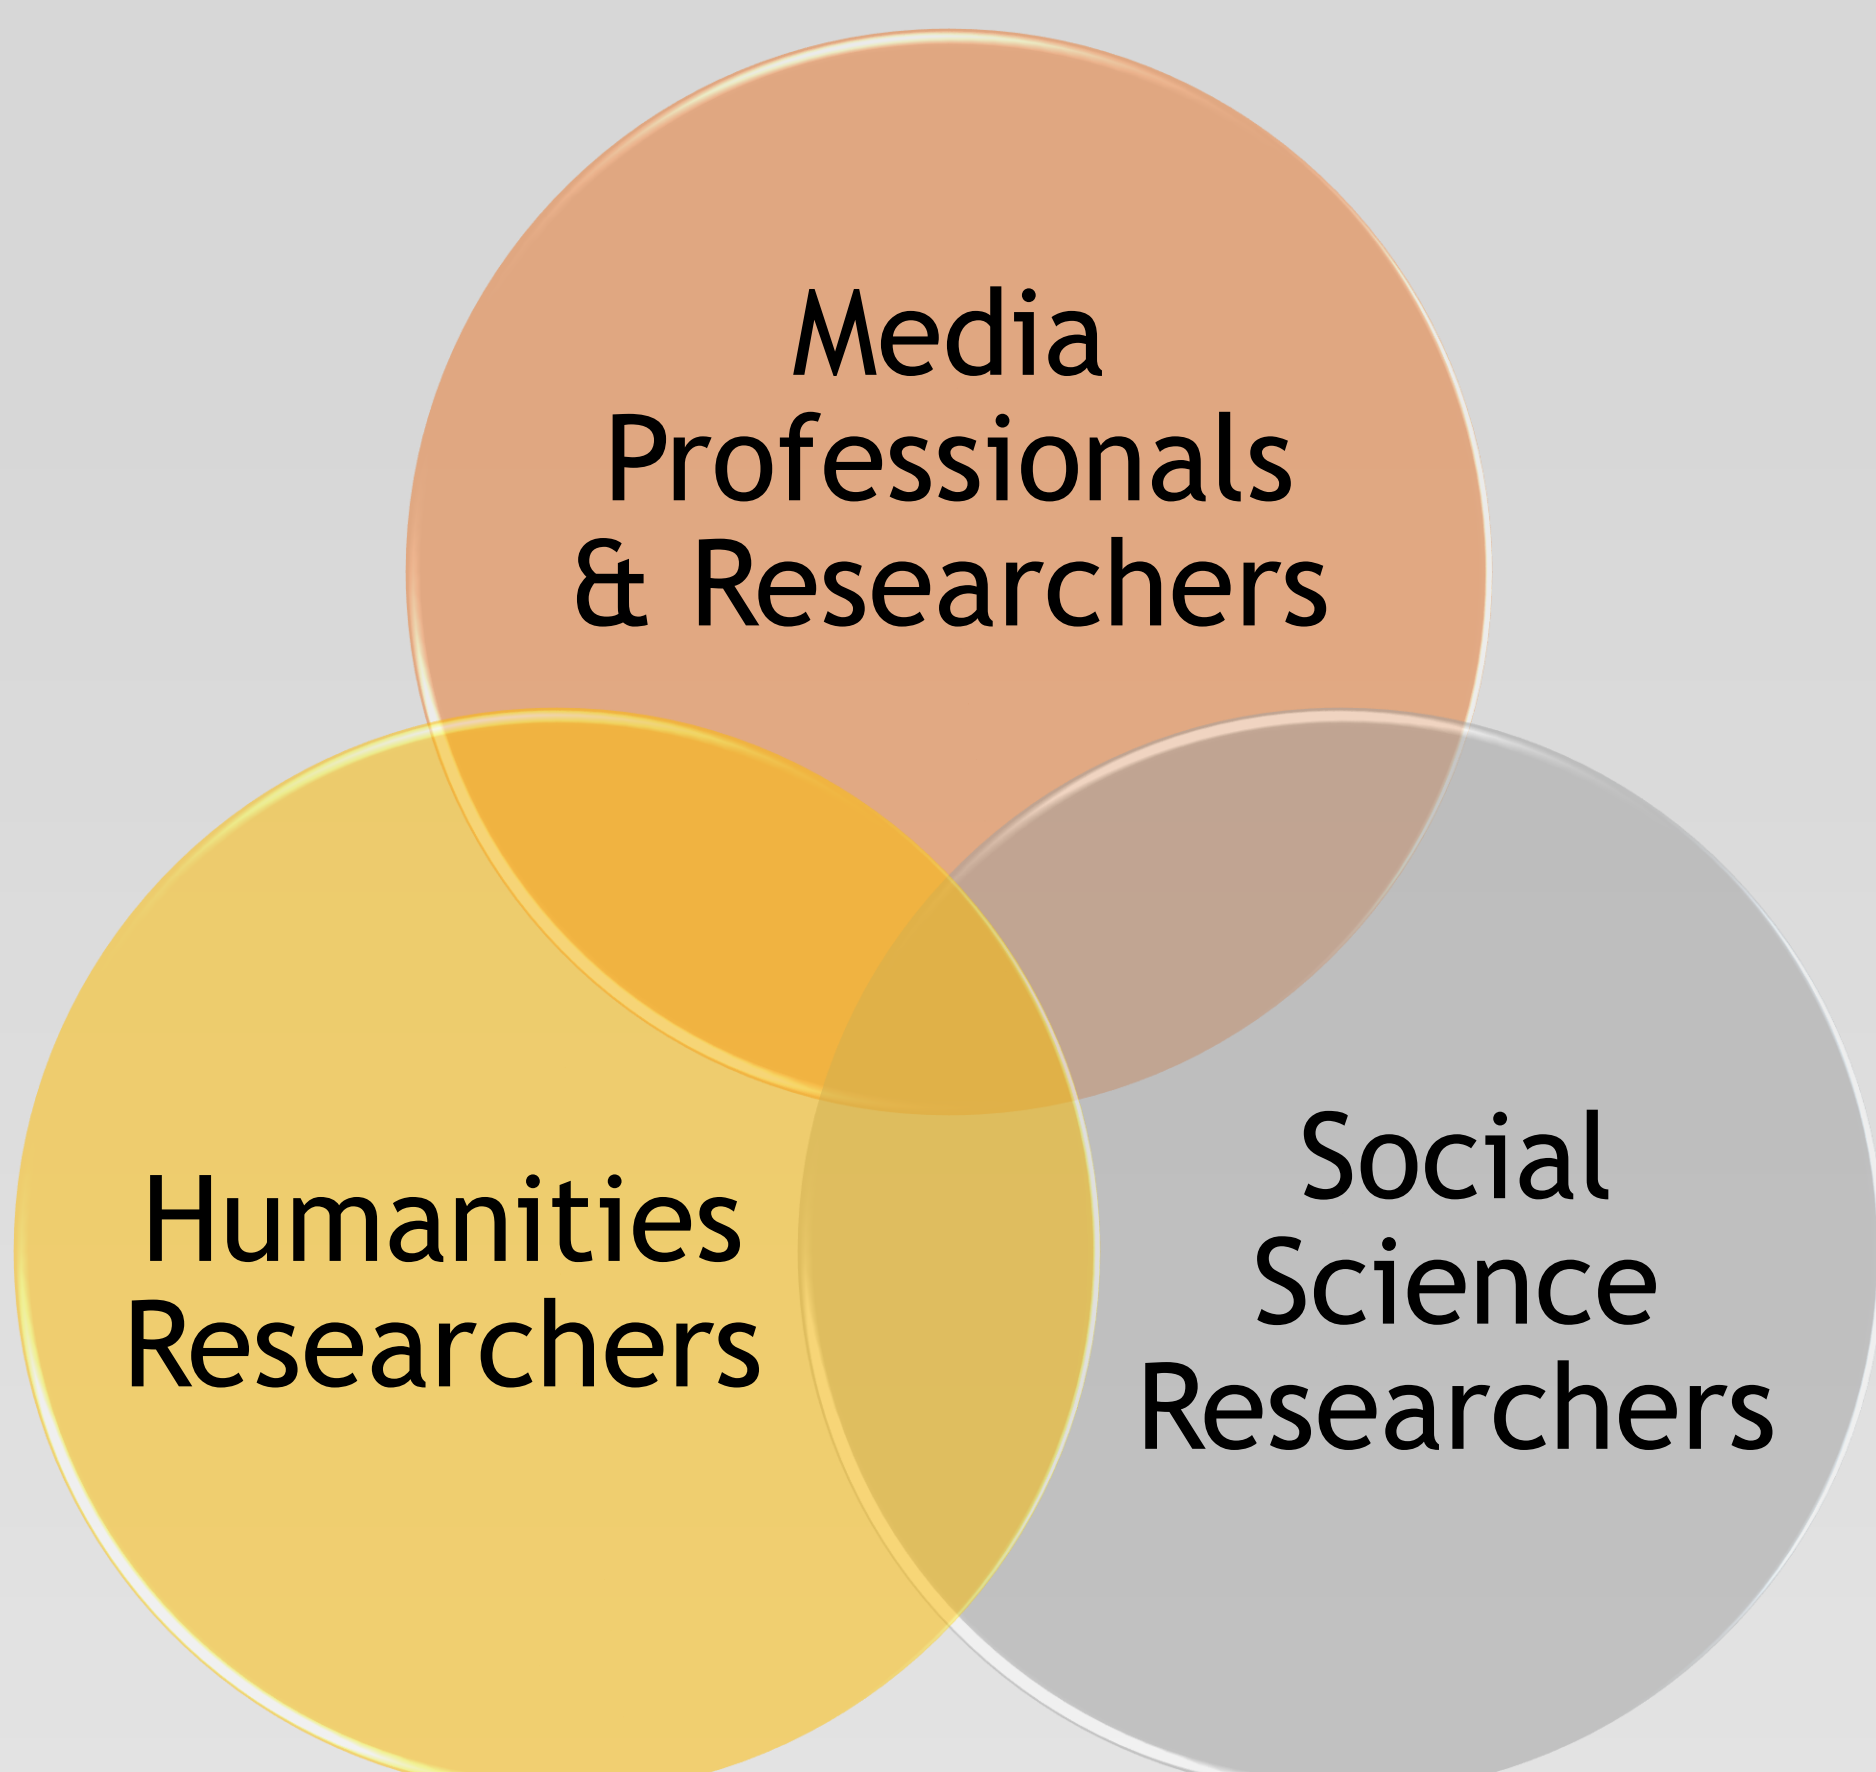 Media
Professionals
& Researchers
Humanities
Researchers
Social
Science
Researchers